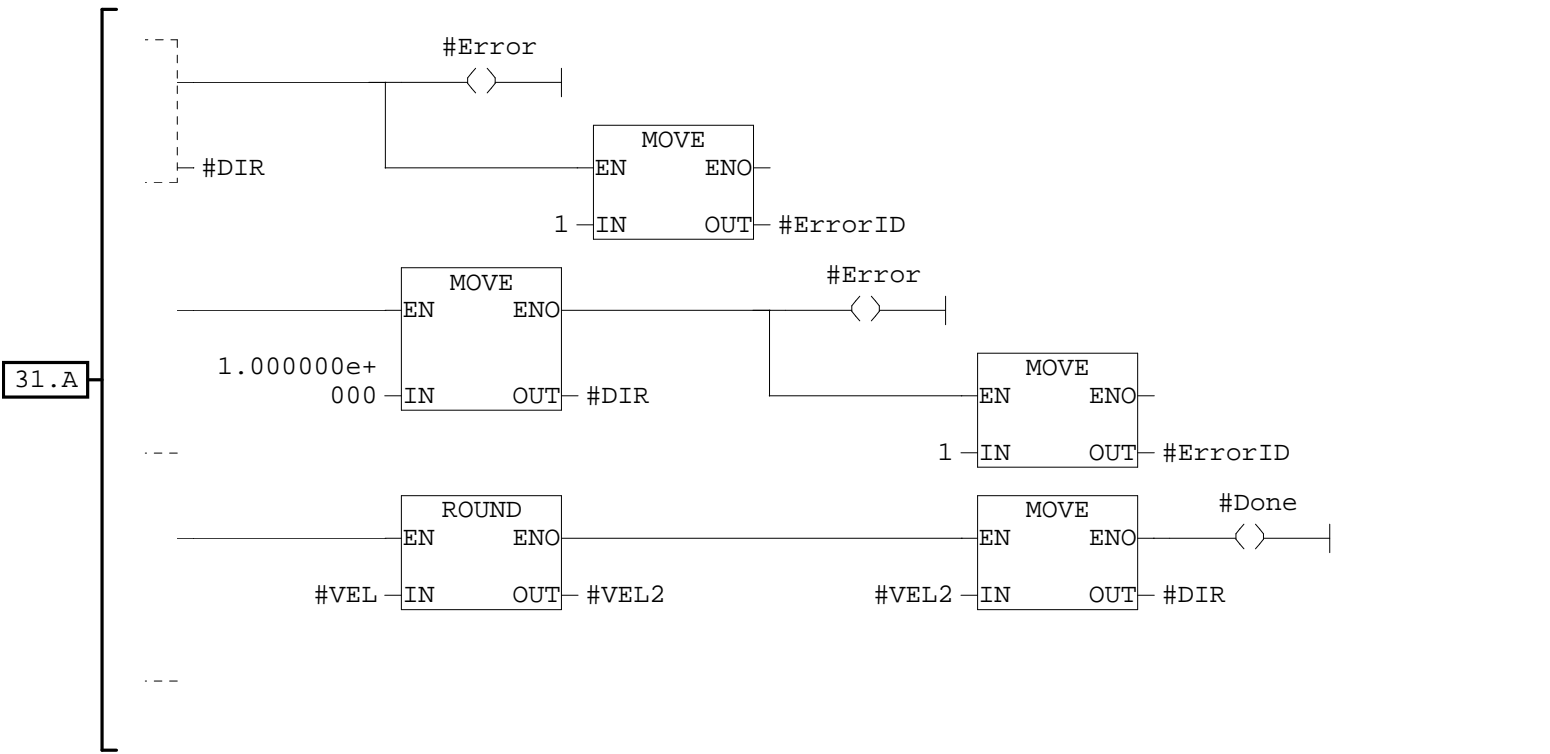 #Error
MOVE
#DIR
EN ENO
1 IN OUT #ErrorID
#Error
MOVE
EN ENO
1.000000e+
31.A
MOVE
000 IN OUT #DIR
EN ENO
1 IN OUT #ErrorID
ROUND
MOVE
#Done
EN ENO
EN ENO
#VEL IN OUT #VEL2
#VEL2 IN OUT #DIR